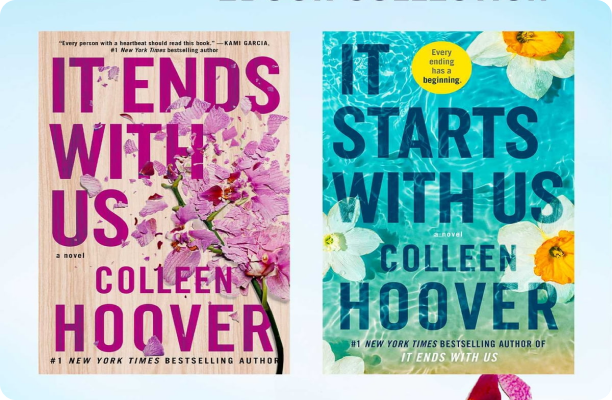 EBOOK COLLECTION
"Every person with a heartbeat should read this book." —KAMI GARCIA,
#1 New York Times bestselling author
IT ENDS
WITH
US
a novel
COLLEEN
HOOVER
#1 NEW YORK TIMES BESTSELLING AUTHOR
Every
ending
has a
beginning.
IT
STARTS
WITH US
a novel
COLLEEN
HOOVER
#1 NEW YORK TIMES BESTSELLING AUTHOR OF
IT ENDS WITH US